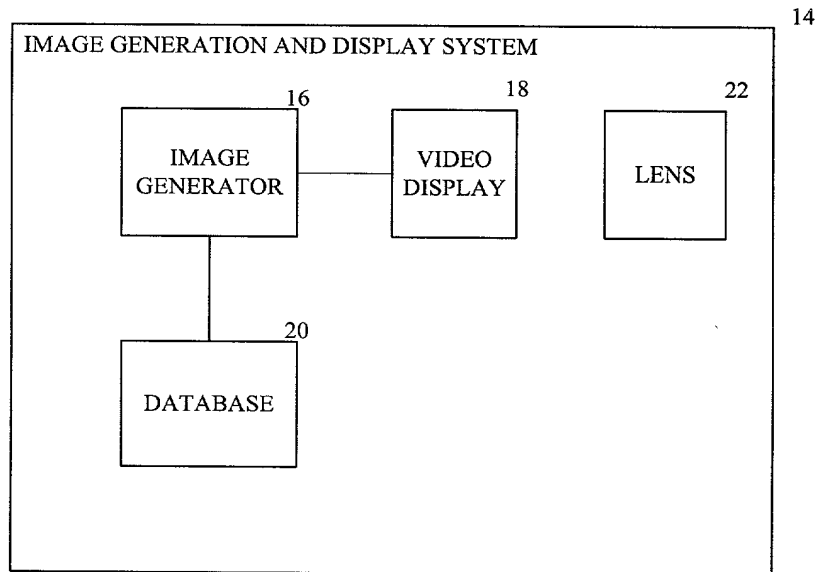 14
IMAGE GENERATION AND DISPLAY SYSTEM
16
IMAGE
GENERATOR
18
VIDEO
DISPLAY
22
LENS
20
DATABASE